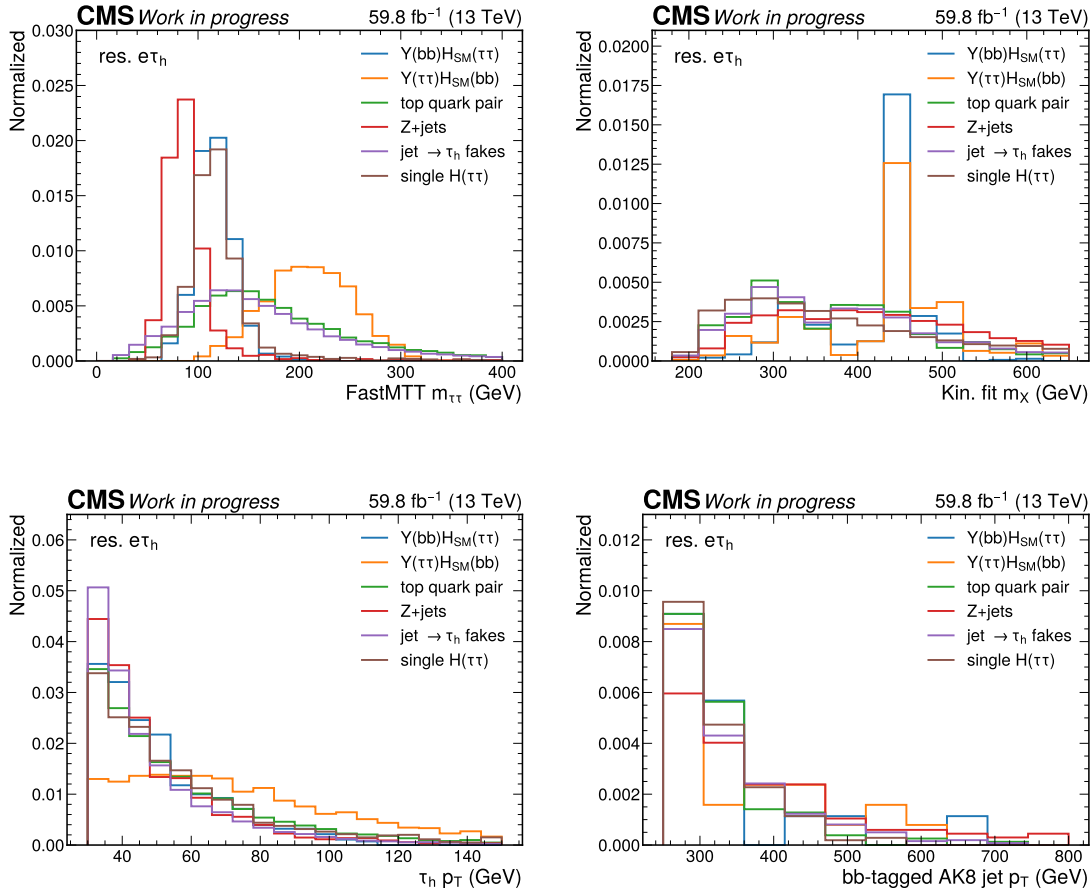 CMS Work in progress 59.8 fb⁻¹ (13 TeV)
Normalized
0.030
0.025
0.020
0.015
0.010
0.005
0.000
res. eτh
Y(bb)HSM(ττ)
Y(ττ)HSM(bb)
top quark pair
Z+jets
jet → τh fakes
single H(ττ)
0 100 200 300 400
FastMTT mττ (GeV)
CMS Work in progress 59.8 fb⁻¹ (13 TeV)
Normalized
0.0200
0.0175
0.0150
0.0125
0.0100
0.0075
0.0050
0.0025
0.0000
res. eτh
Y(bb)HSM(ττ)
Y(ττ)HSM(bb)
top quark pair
Z+jets
jet → τh fakes
single H(ττ)
200 300 400 500 600
Kin. fit mX (GeV)
CMS Work in progress 59.8 fb⁻¹ (13 TeV)
Normalized
0.06
0.05
0.04
0.03
0.02
0.01
0.00
res. eτh
Y(bb)HSM(ττ)
Y(ττ)HSM(bb)
top quark pair
Z+jets
jet → τh fakes
single H(ττ)
40 60 80 100 120 140
τh pT (GeV)
CMS Work in progress 59.8 fb⁻¹ (13 TeV)
Normalized
0.012
0.010
0.008
0.006
0.004
0.002
0.000
res. eτh
Y(bb)HSM(ττ)
Y(ττ)HSM(bb)
top quark pair
Z+jets
jet → τh fakes
single H(ττ)
300 400 500 600 700 800
bb-tagged AK8 jet pT (GeV)